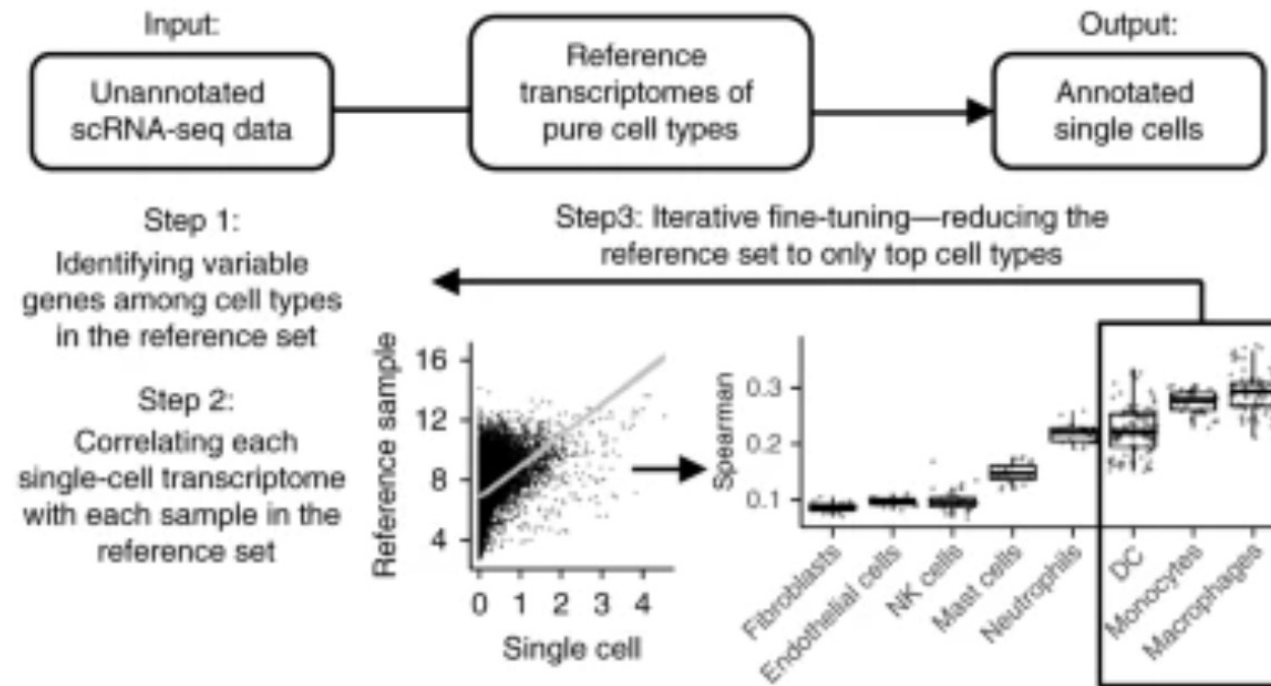 Input:
Unannotated
scRNA-seq data
Reference
transcriptomes of
pure cell types
Output:
Annotated
single cells
Step 1:
Identifying variable
genes among cell types
in the reference set
Step 2:
Correlating each
single-cell transcriptome
with each sample in the
reference set
Step3: Iterative fine-tuning—reducing the
reference set to only top cell types
Reference sample
16
12
8
4
0 1 2 3 4
Single cell
Spearman
0.3
0.2
0.1
Fibroblasts
Endothelial cells
NK cells
Mast cells
Neutrophils
DC
Monocytes
Macrophages